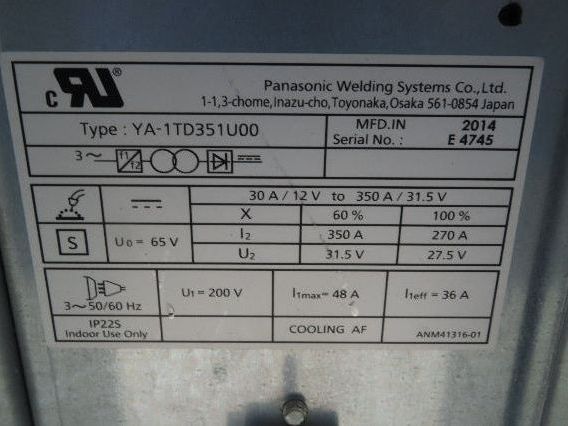 c RU ®
Panasonic Welding Systems Co.,Ltd.
1-1,3-chome,Inazu-cho,Toyonaka,Osaka 561-0854 Japan
Type : YA-1TD351U00
MFD.IN 2014
Serial No. : E 4745
3~ f1 f2
30 A / 12 V to 350 A / 31.5 V
X 60 % 100 %
S U0 = 65 V I2 350 A 270 A
U2 31.5 V 27.5 V
3~50/60 Hz U1 = 200 V I1max= 48 A I1eff = 36 A
IP22S
Indoor Use Only
COOLING AF
ANM41316-01